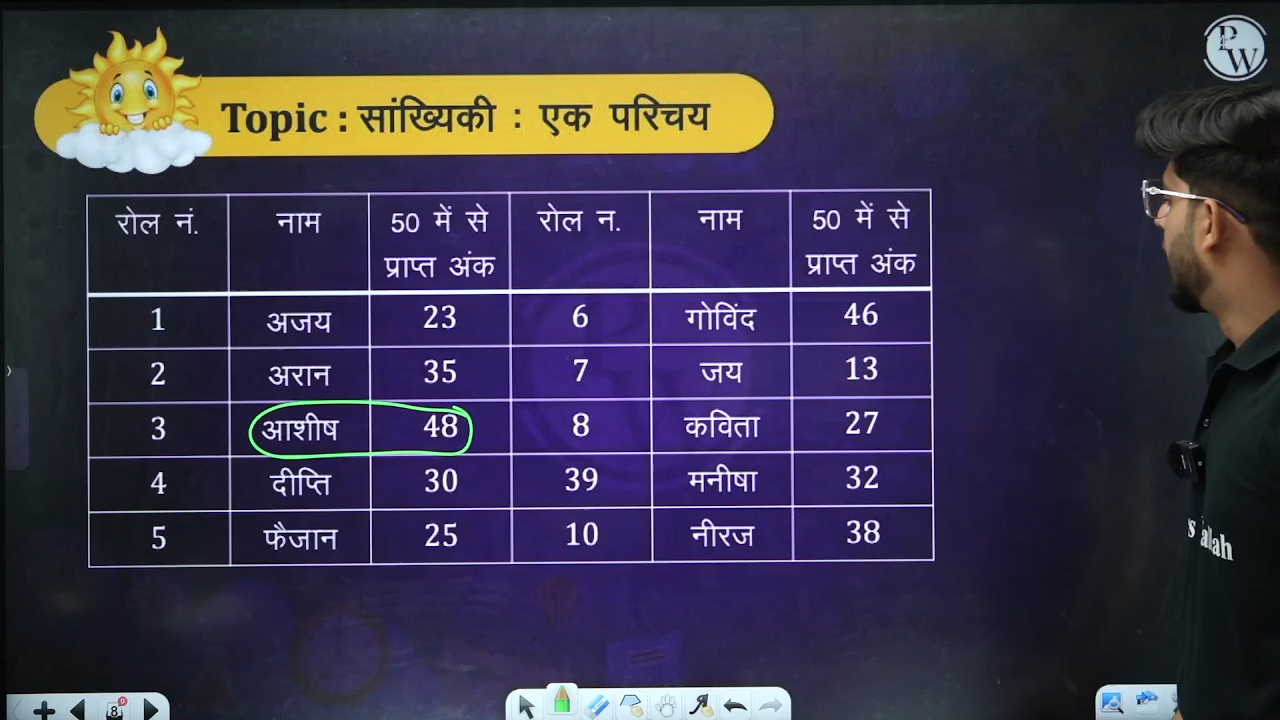 PW
Topic : सांख्यिकी : एक परिचय
रोल नं. नाम 50 में से प्राप्त अंक रोल न. नाम 50 में से प्राप्त अंक
1 अजय 23 6 गोविंद 46
2 अरान 35 7 जय 13
3 आशीष 48 8 कविता 27
4 दीप्ति 30 39 मनीषा 32
5 फैजान 25 10 नीरज 38
8